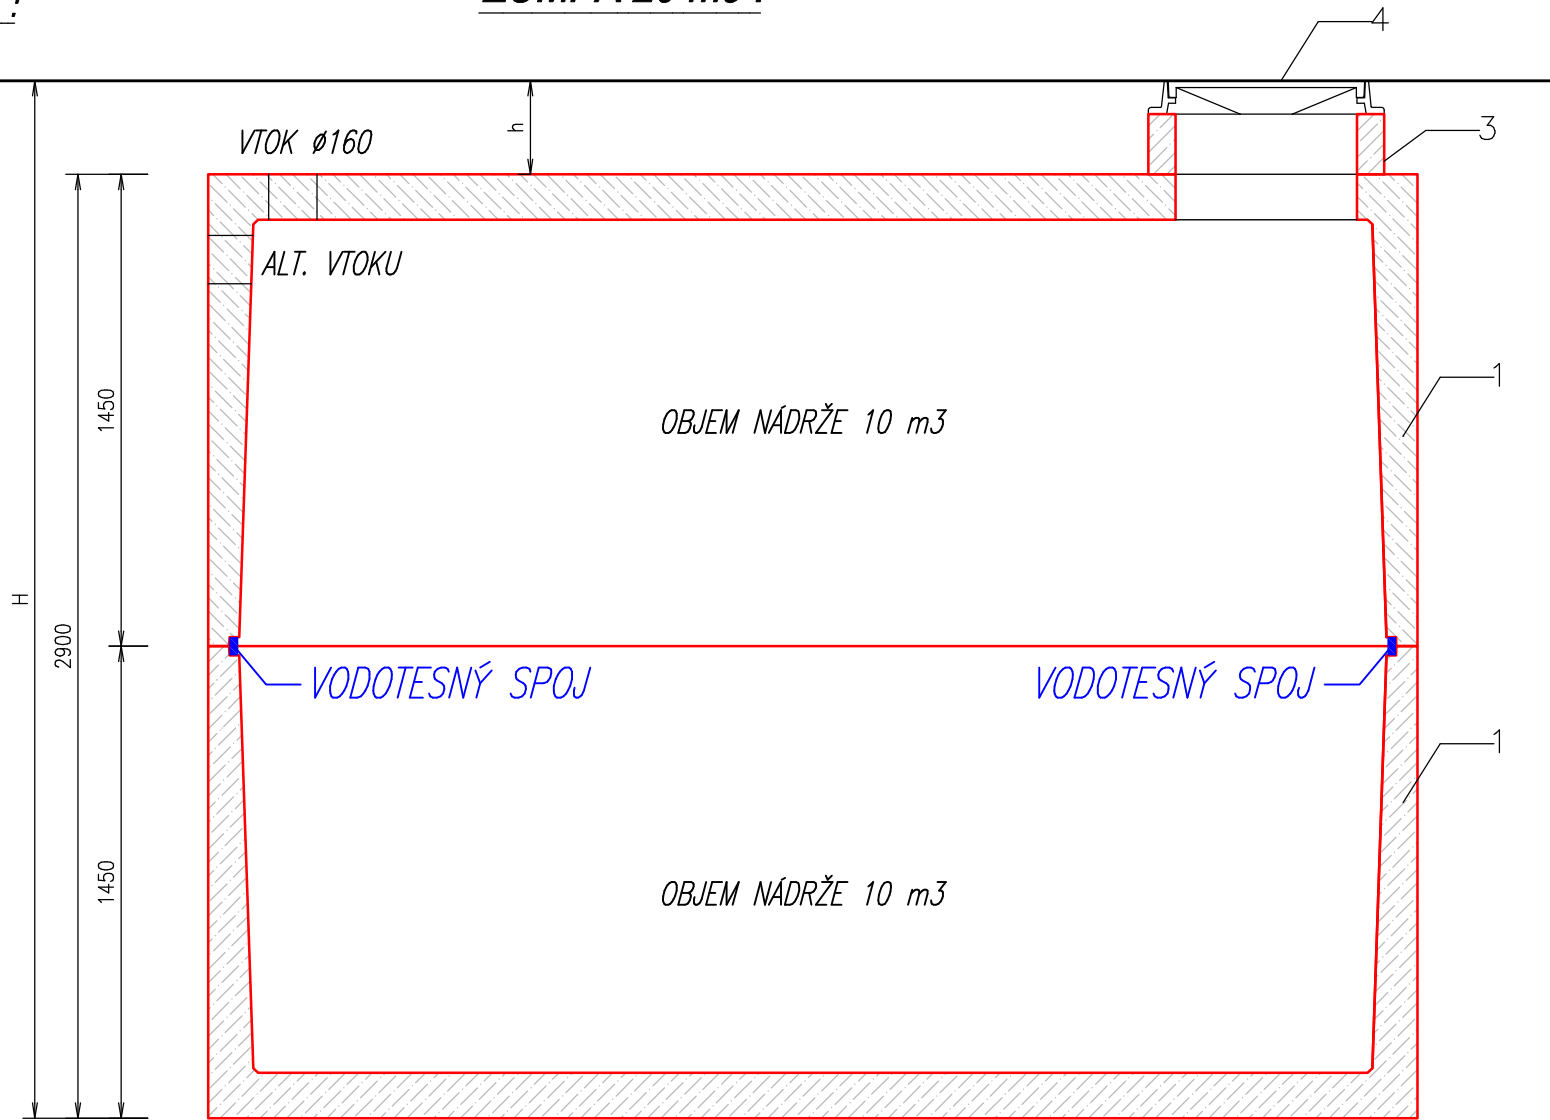 4
3
VTOK ø160
h
ALT. VTOKU
1
1450
OBJEM NÁDRŽE 10 m3
H
2900
VODOTESNÝ SPOJ
VODOTESNÝ SPOJ
1
1450
OBJEM NÁDRŽE 10 m3